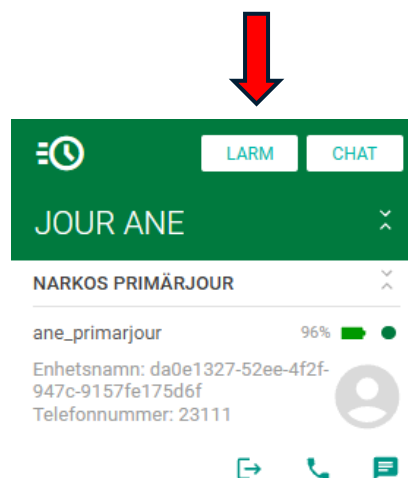 LARM CHAT
JOUR ANE
NARKOS PRIMÄRJOUR
ane_primarjour 96%
Enhetsnamn: da0e1327-52ee-4f2f-
947c-9157fe175d6f
Telefonnummer: 23111